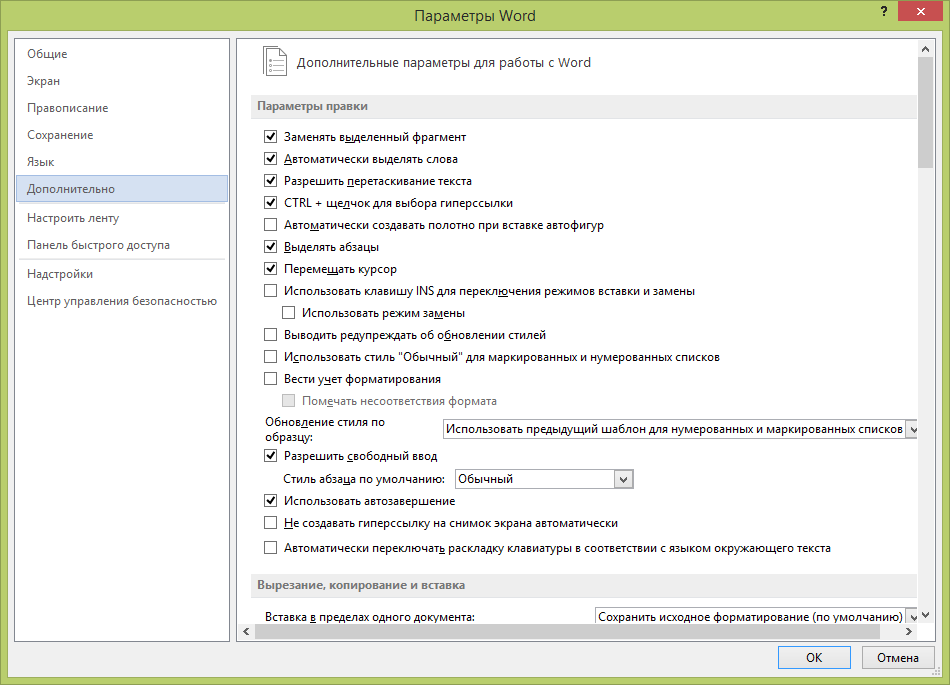 Параметры Word
?
Общие
Экран
Правописание
Сохранение
Язык
Дополнительно
Настроить ленту
Панель быстрого доступа
Надстройки
Центр управления безопасностью
Дополнительные параметры для работы с Word
Параметры правки
Заменять выделенный фрагмент
Автоматически выделять слова
Разрешить перетаскивание текста
CTRL + щелчок для выбора гиперссылки
Автоматически создавать полотно при вставке автофигур
Выделять абзацы
Перемещать курсор
Использовать клавишу INS для переключения режимов вставки и замены
Использовать режим замены
Выводить редупреждать об обновлении стилей
Использовать стиль "Обычный" для маркированных и нумерованных списков
Вести учет форматирования
Помечать несоответствия формата
Обновление стиля по
образцу:
Использовать предыдущий шаблон для нумерованных и маркированных списков
Разрешить свободный ввод
Стиль абзаца по умолчанию:
Обычный
Использовать автозавершение
Не создавать гиперссылку на снимок экрана автоматически
Автоматически переключать раскладку клавиатуры в соответствии с языком окружающего текста
Вырезание, копирование и вставка
Вставка в пределах одного документа:
Сохранить исходное форматирование (по умолчанию)
ОК
Отмена